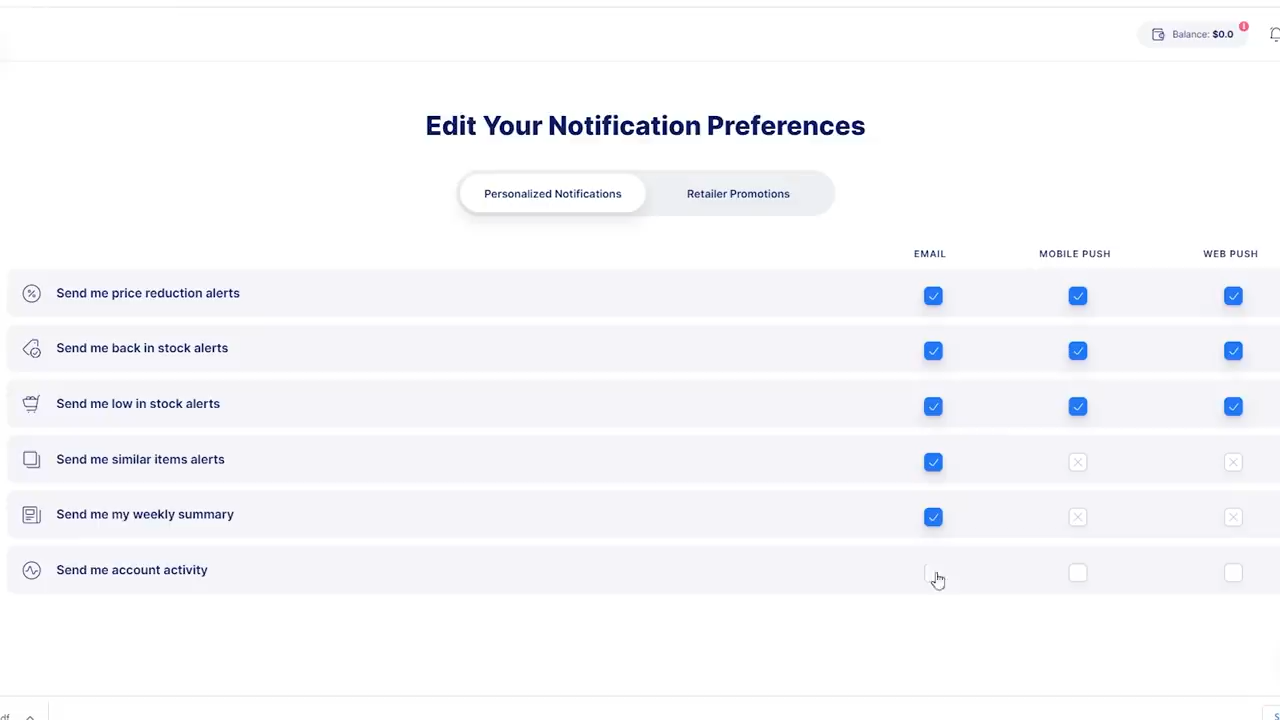 Balance: $0.0
Edit Your Notification Preferences
Personalized Notifications
Retailer Promotions
EMAIL
MOBILE PUSH
WEB PUSH
Send me price reduction alerts
Send me back in stock alerts
Send me low in stock alerts
Send me similar items alerts
Send me my weekly summary
Send me account activity